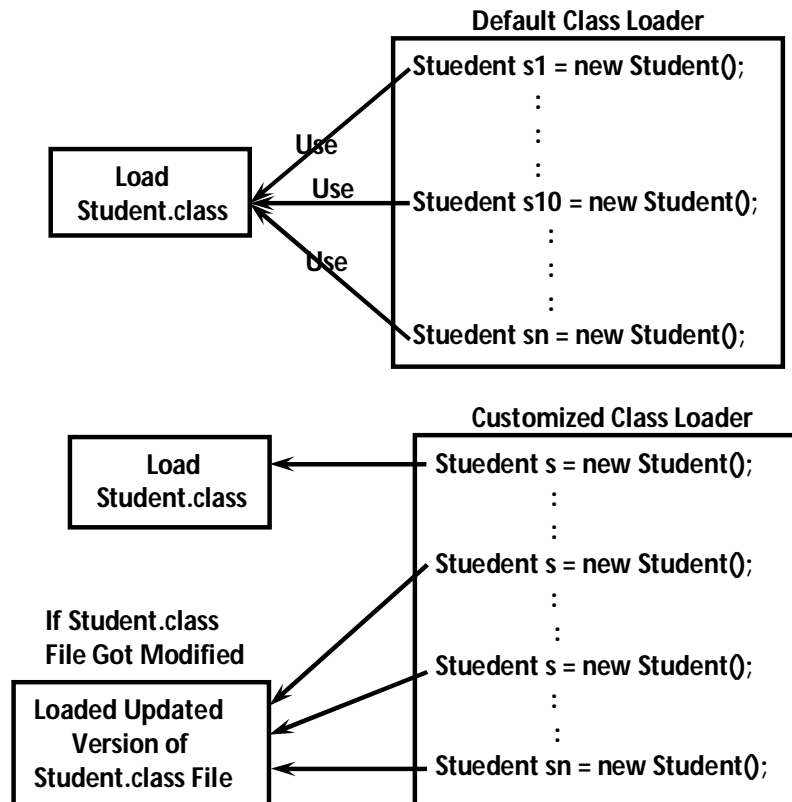 Default Class Loader
Stuedent s1 = new Student();
:
:
:
Use
Load
Student.class
Use
Stuedent s10 = new Student();
:
:
:
Use
Stuedent sn = new Student();
Customized Class Loader
Load
Student.class
Stuedent s = new Student();
:
:
Stuedent s = new Student();
:
:
If Student.class
File Got Modified
Stuedent s = new Student();
:
:
Loaded Updated
Version of
Student.class File
Stuedent sn = new Student();